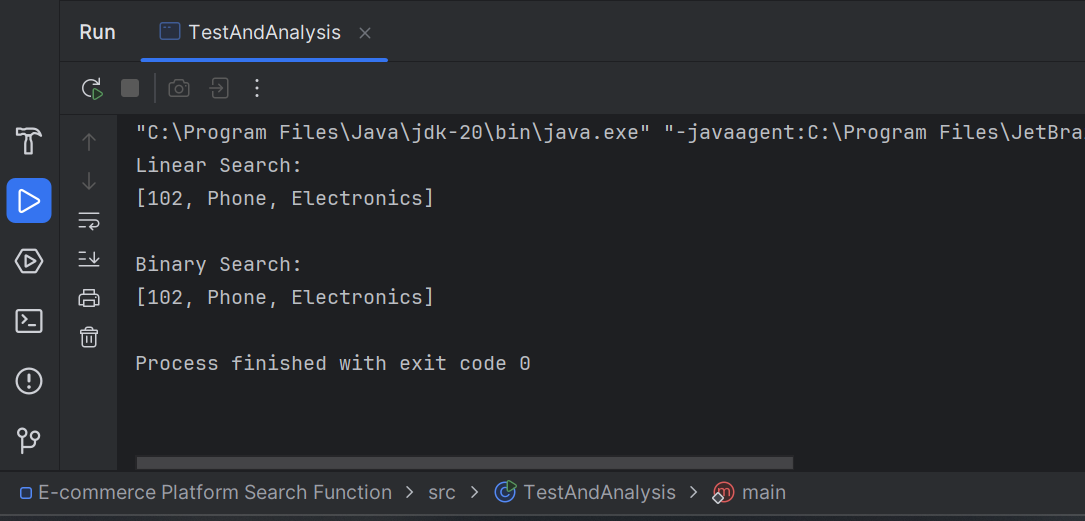 Run TestAndAnalysis
"C:\Program Files\Java\jdk-20\bin\java.exe" "-javaagent:C:\Program Files\JetBra
Linear Search:
[102, Phone, Electronics]
Binary Search:
[102, Phone, Electronics]
Process finished with exit code 0
E-commerce Platform Search Function > src > TestAndAnalysis > main